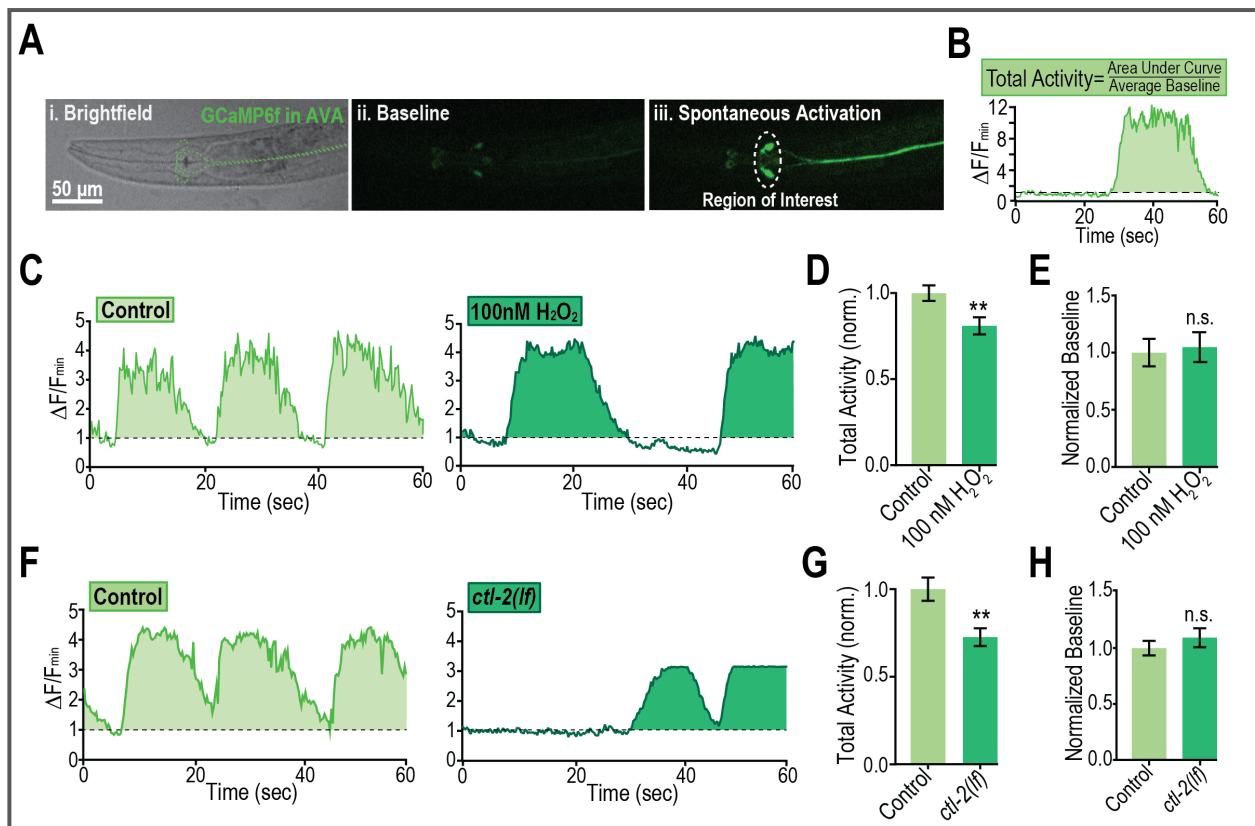 A
i. Brightfield
GCaMP6f in AVA
50 µm
ii. Baseline
iii. Spontaneous Activation
Region of Interest
B
Total Activity= Area Under Curve
Average Baseline
ΔF/Fmin
12
8
4
0
0 20 40 60
Time (sec)
C
Control
ΔF/Fmin
5
4
3
2
1
0
0 20 40 60
Time (sec)
100nM H₂O₂
5
4
3
2
1
0
0 20 40 60
Time (sec)
D
Total Activity (norm.)
1.0
0.5
0.0
**
Control
100 nM H₂O₂
E
Normalized Baseline
1.5
1.0
0.5
0.0
n.s.
Control
100 nM H₂O₂
F
Control
ΔF/Fmin
5
4
3
2
1
0
0 20 40 60
Time (sec)
ctl-2(lf)
5
4
3
2
1
0
0 20 40 60
Time (sec)
G
Total Activity (norm.)
1.0
0.5
0.0
**
Control
ctl-2(lf)
H
Normalized Baseline
1.5
1.0
0.5
0.0
n.s.
Control
ctl-2(lf)